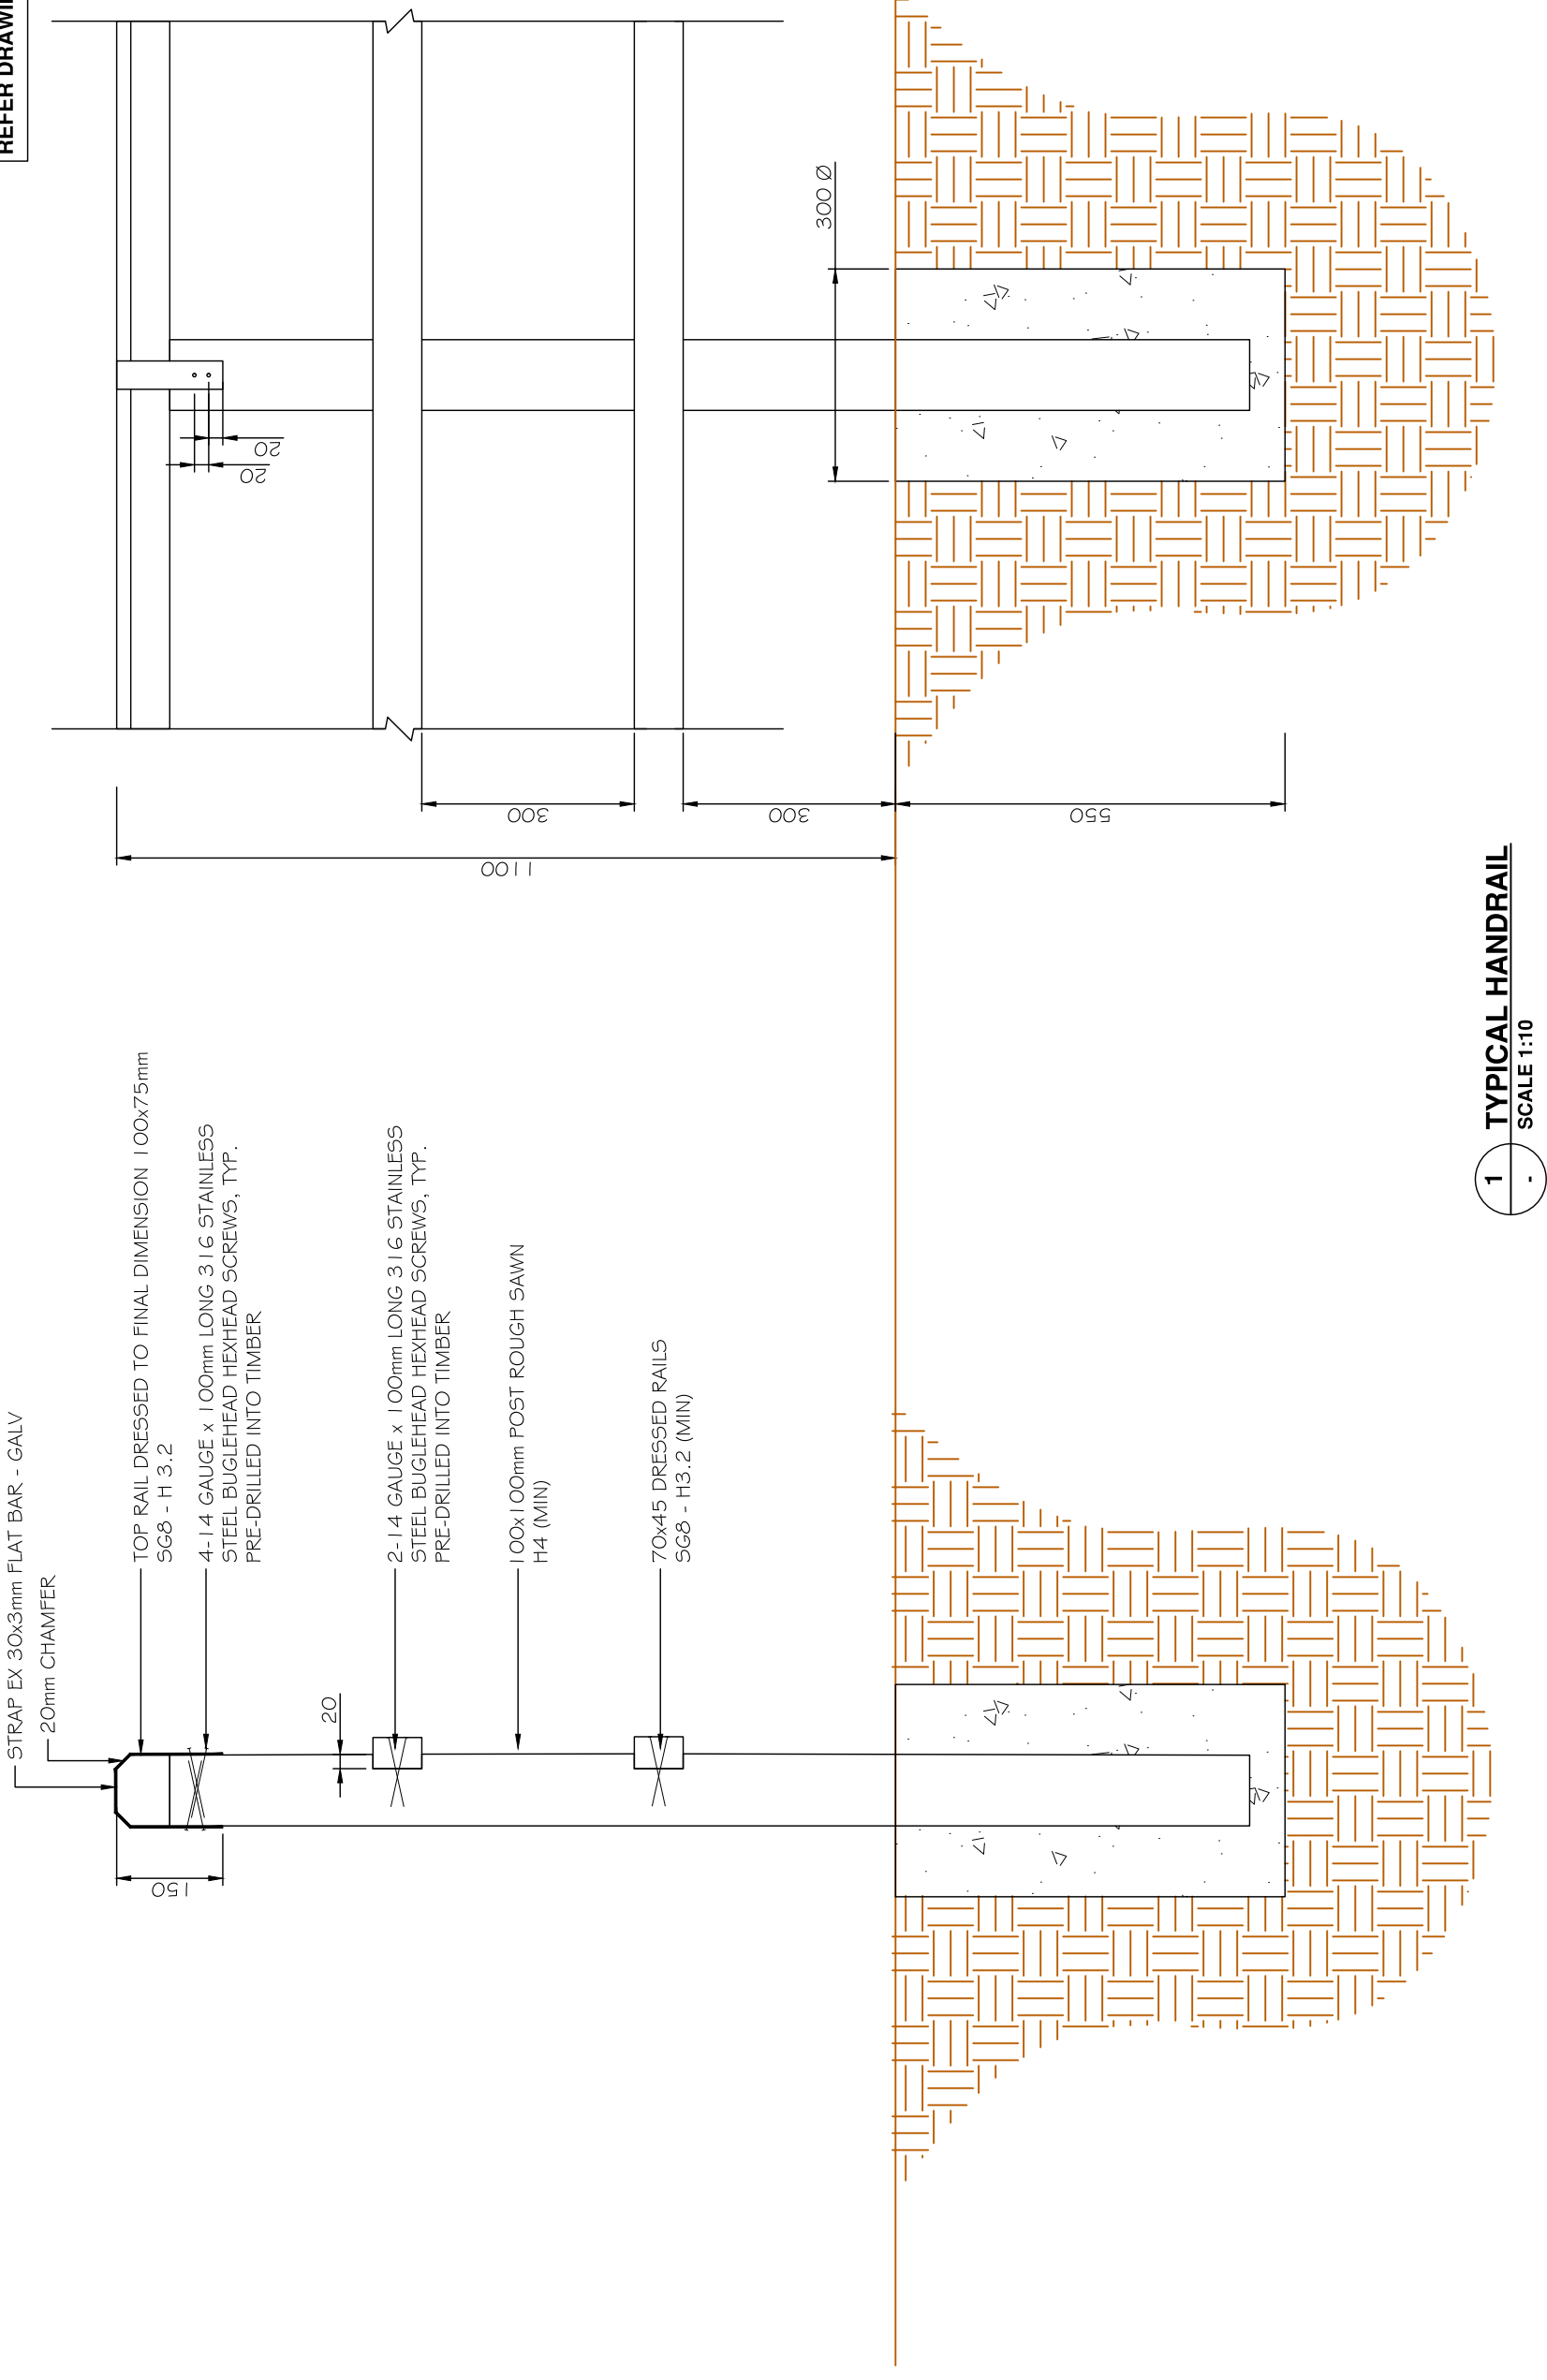 REFER DRAWIN
STRAP EX 30x3mm FLAT BAR - GALV
20mm CHAMFER
TOP RAIL DRESSED TO FINAL DIMENSION 100x75mm
SG8 - H 3.2
4-14 GAUGE x 100mm LONG 316 STAINLESS
STEEL BUGLEHEAD HEXHEAD SCREWS, TYP.
PRE-DRILLED INTO TIMBER
2-14 GAUGE x 100mm LONG 316 STAINLESS
STEEL BUGLEHEAD HEXHEAD SCREWS, TYP.
PRE-DRILLED INTO TIMBER
100x100mm POST ROUGH SAWN
H4 (MIN)
70x45 DRESSED RAILS
SG8 - H3.2 (MIN)
150
20
20
20
300 Ø
1100
300
300
550
1
-
TYPICAL HANDRAIL
SCALE 1:10